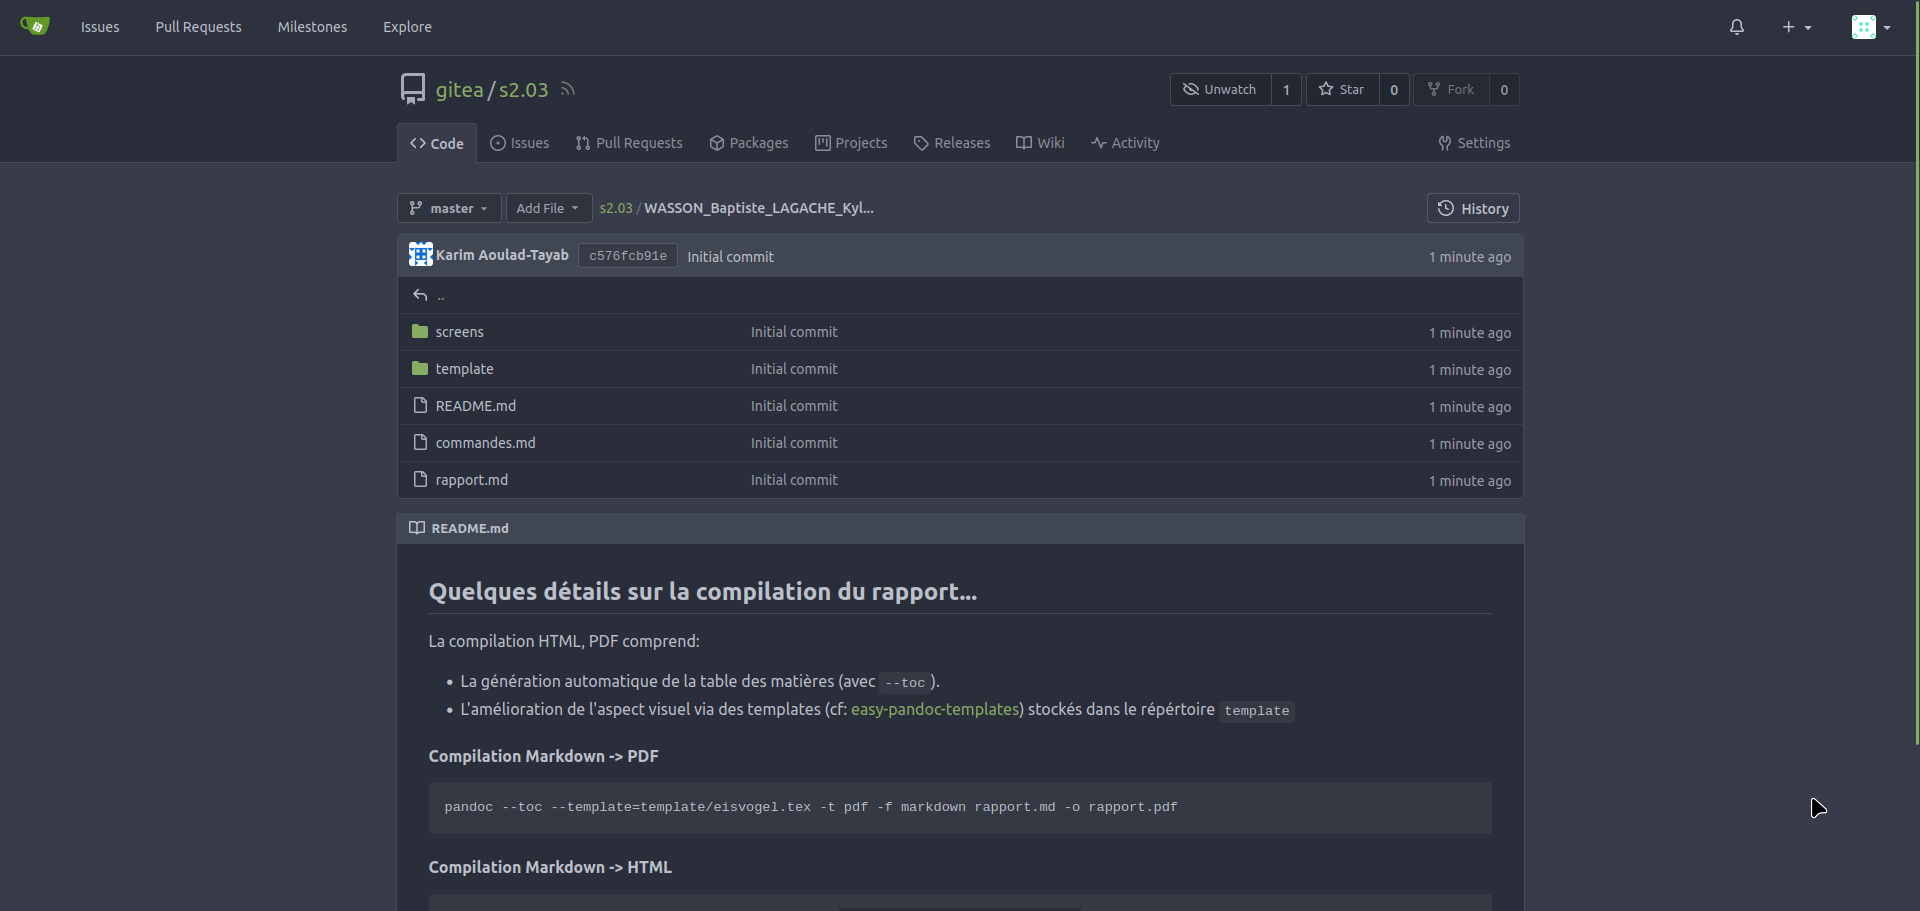 Issues Pull Requests Milestones Explore
gitea / s2.03 Unwatch 1 Star 0 Fork 0
Code Issues Pull Requests Packages Projects Releases Wiki Activity Settings
master Add File s2.03 / WASSON_Baptiste_LAGACHE_Kyl... History
Karim Aoulad-Tayab c576fcb91e Initial commit 1 minute ago
..
screens Initial commit 1 minute ago
template Initial commit 1 minute ago
README.md Initial commit 1 minute ago
commandes.md Initial commit 1 minute ago
rapport.md Initial commit 1 minute ago
README.md
Quelques détails sur la compilation du rapport...
La compilation HTML, PDF comprend:
• La génération automatique de la table des matières (avec --toc ).
• L'amélioration de l'aspect visuel via des templates (cf: easy-pandoc-templates) stockés dans le répértoire template
Compilation Markdown -> PDF
pandoc --toc --template=template/eisvogel.tex -t pdf -f markdown rapport.md -o rapport.pdf
Compilation Markdown -> HTML